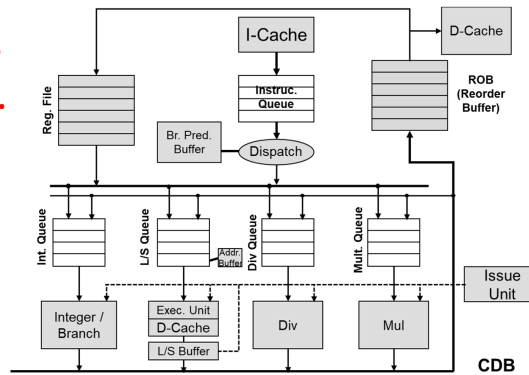 I-Cache
D-Cache
Reg. File
Instruc.
Queue
ROB
(Reorder
Buffer)
Br. Pred.
Buffer
Dispatch
Int. Queue
L/S Queue
Addr.
Buffer
Div Queue
Mult. Queue
Issue
Unit
Integer /
Branch
Exec. Unit
D-Cache
L/S Buffer
Div
Mul
CDB